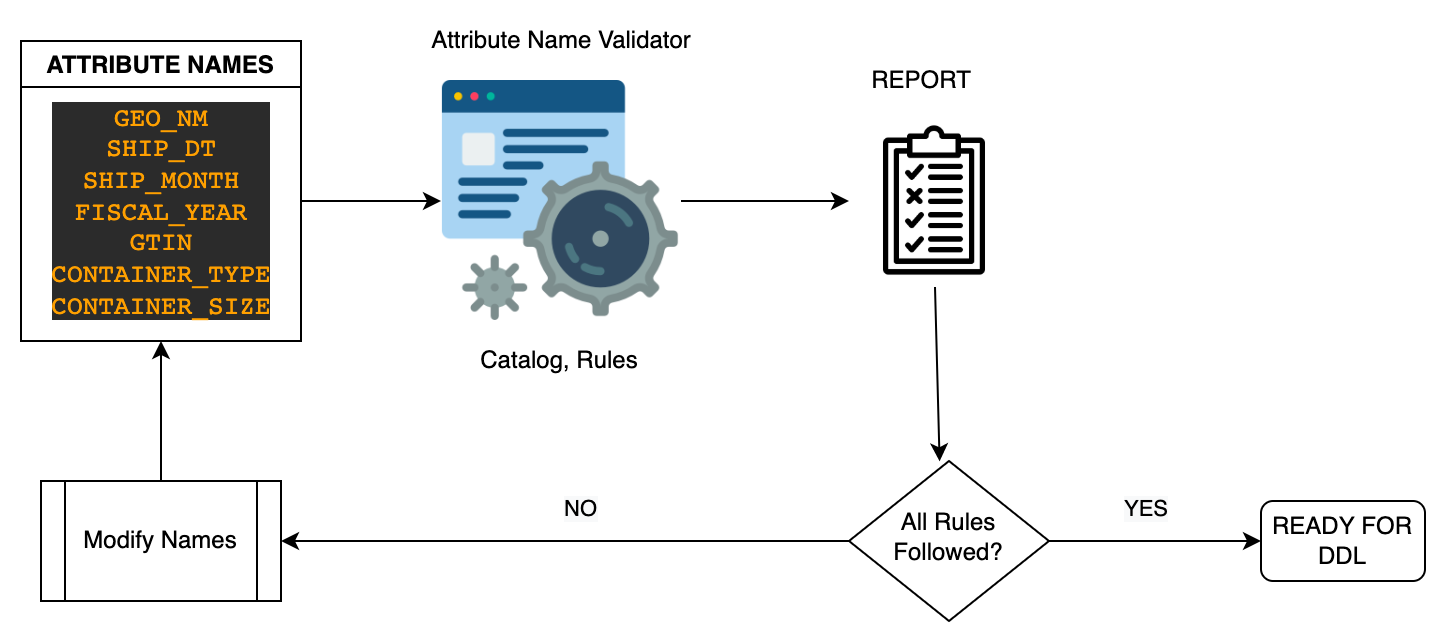 ATTRIBUTE NAMES
GEO_NM
SHIP_DT
SHIP_MONTH
FISCAL_YEAR
GTIN
CONTAINER_TYPE
CONTAINER_SIZE
Attribute Name Validator
Catalog, Rules
REPORT
All Rules
Followed?
YES
READY FOR
DDL
NO
Modify Names